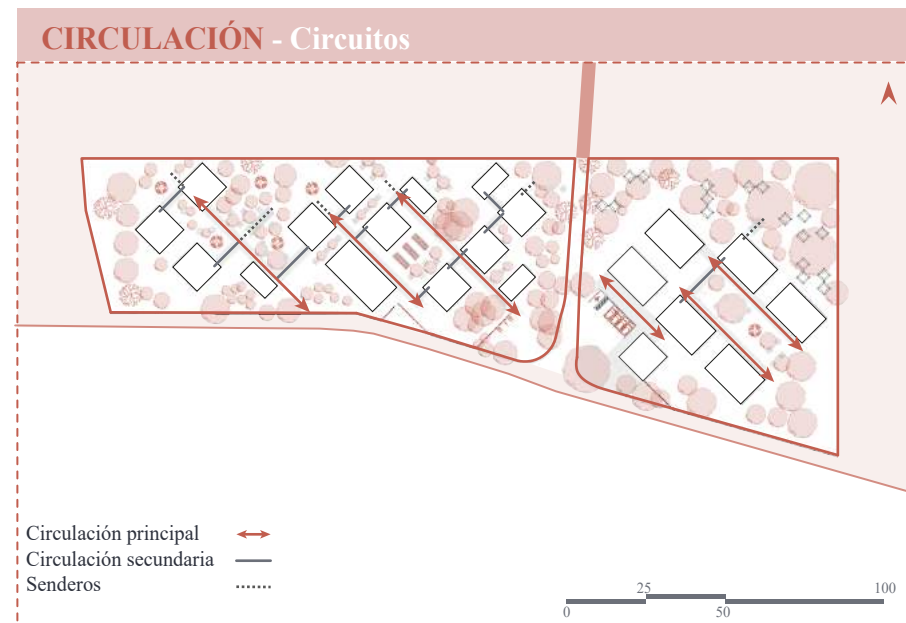 CIRCULACIÓN - Circuitos
Circulación principal
Circulación secundaria
Senderos
25 100
0 50